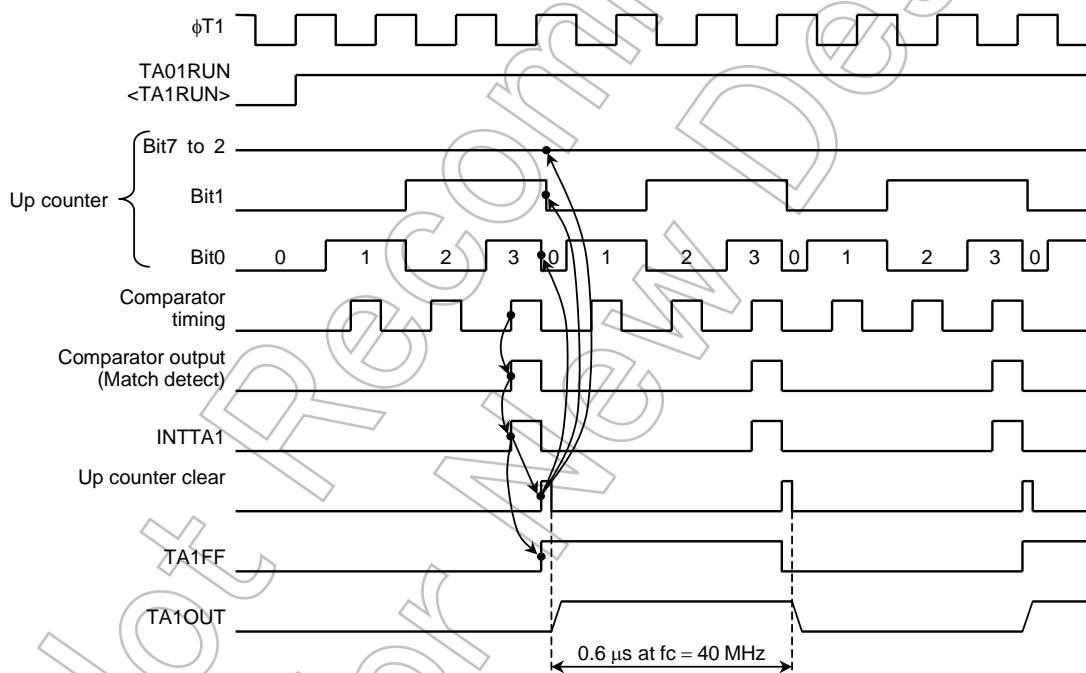 φT1
TA01RUN
<TA1RUN>
Bit7 to 2
Up counter
Bit1
Bit0
0 1 2 3 0 1 2 3 0 1 2 3 0
Comparator
timing
Comparator output
(Match detect)
INTTA1
Up counter clear
TA1FF
TA1OUT
0.6 μs at fc = 40 MHz